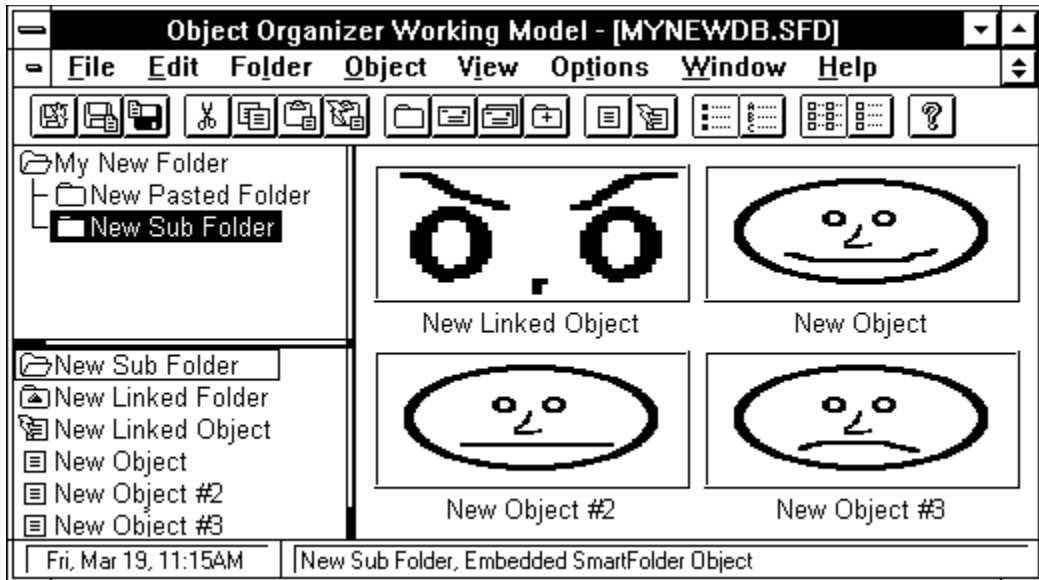 Object Organizer Working Model - [MYNEWDB.SFD]
File Edit Folder Object View Options Window Help
My New Folder
New Pasted Folder
New Sub Folder
New Sub Folder
New Linked Folder
New Linked Object
New Object
New Object #2
New Object #3
New Linked Object
New Object
New Object #2
New Object #3
Fri, Mar 19, 11:15AM
New Sub Folder, Embedded SmartFolder Object